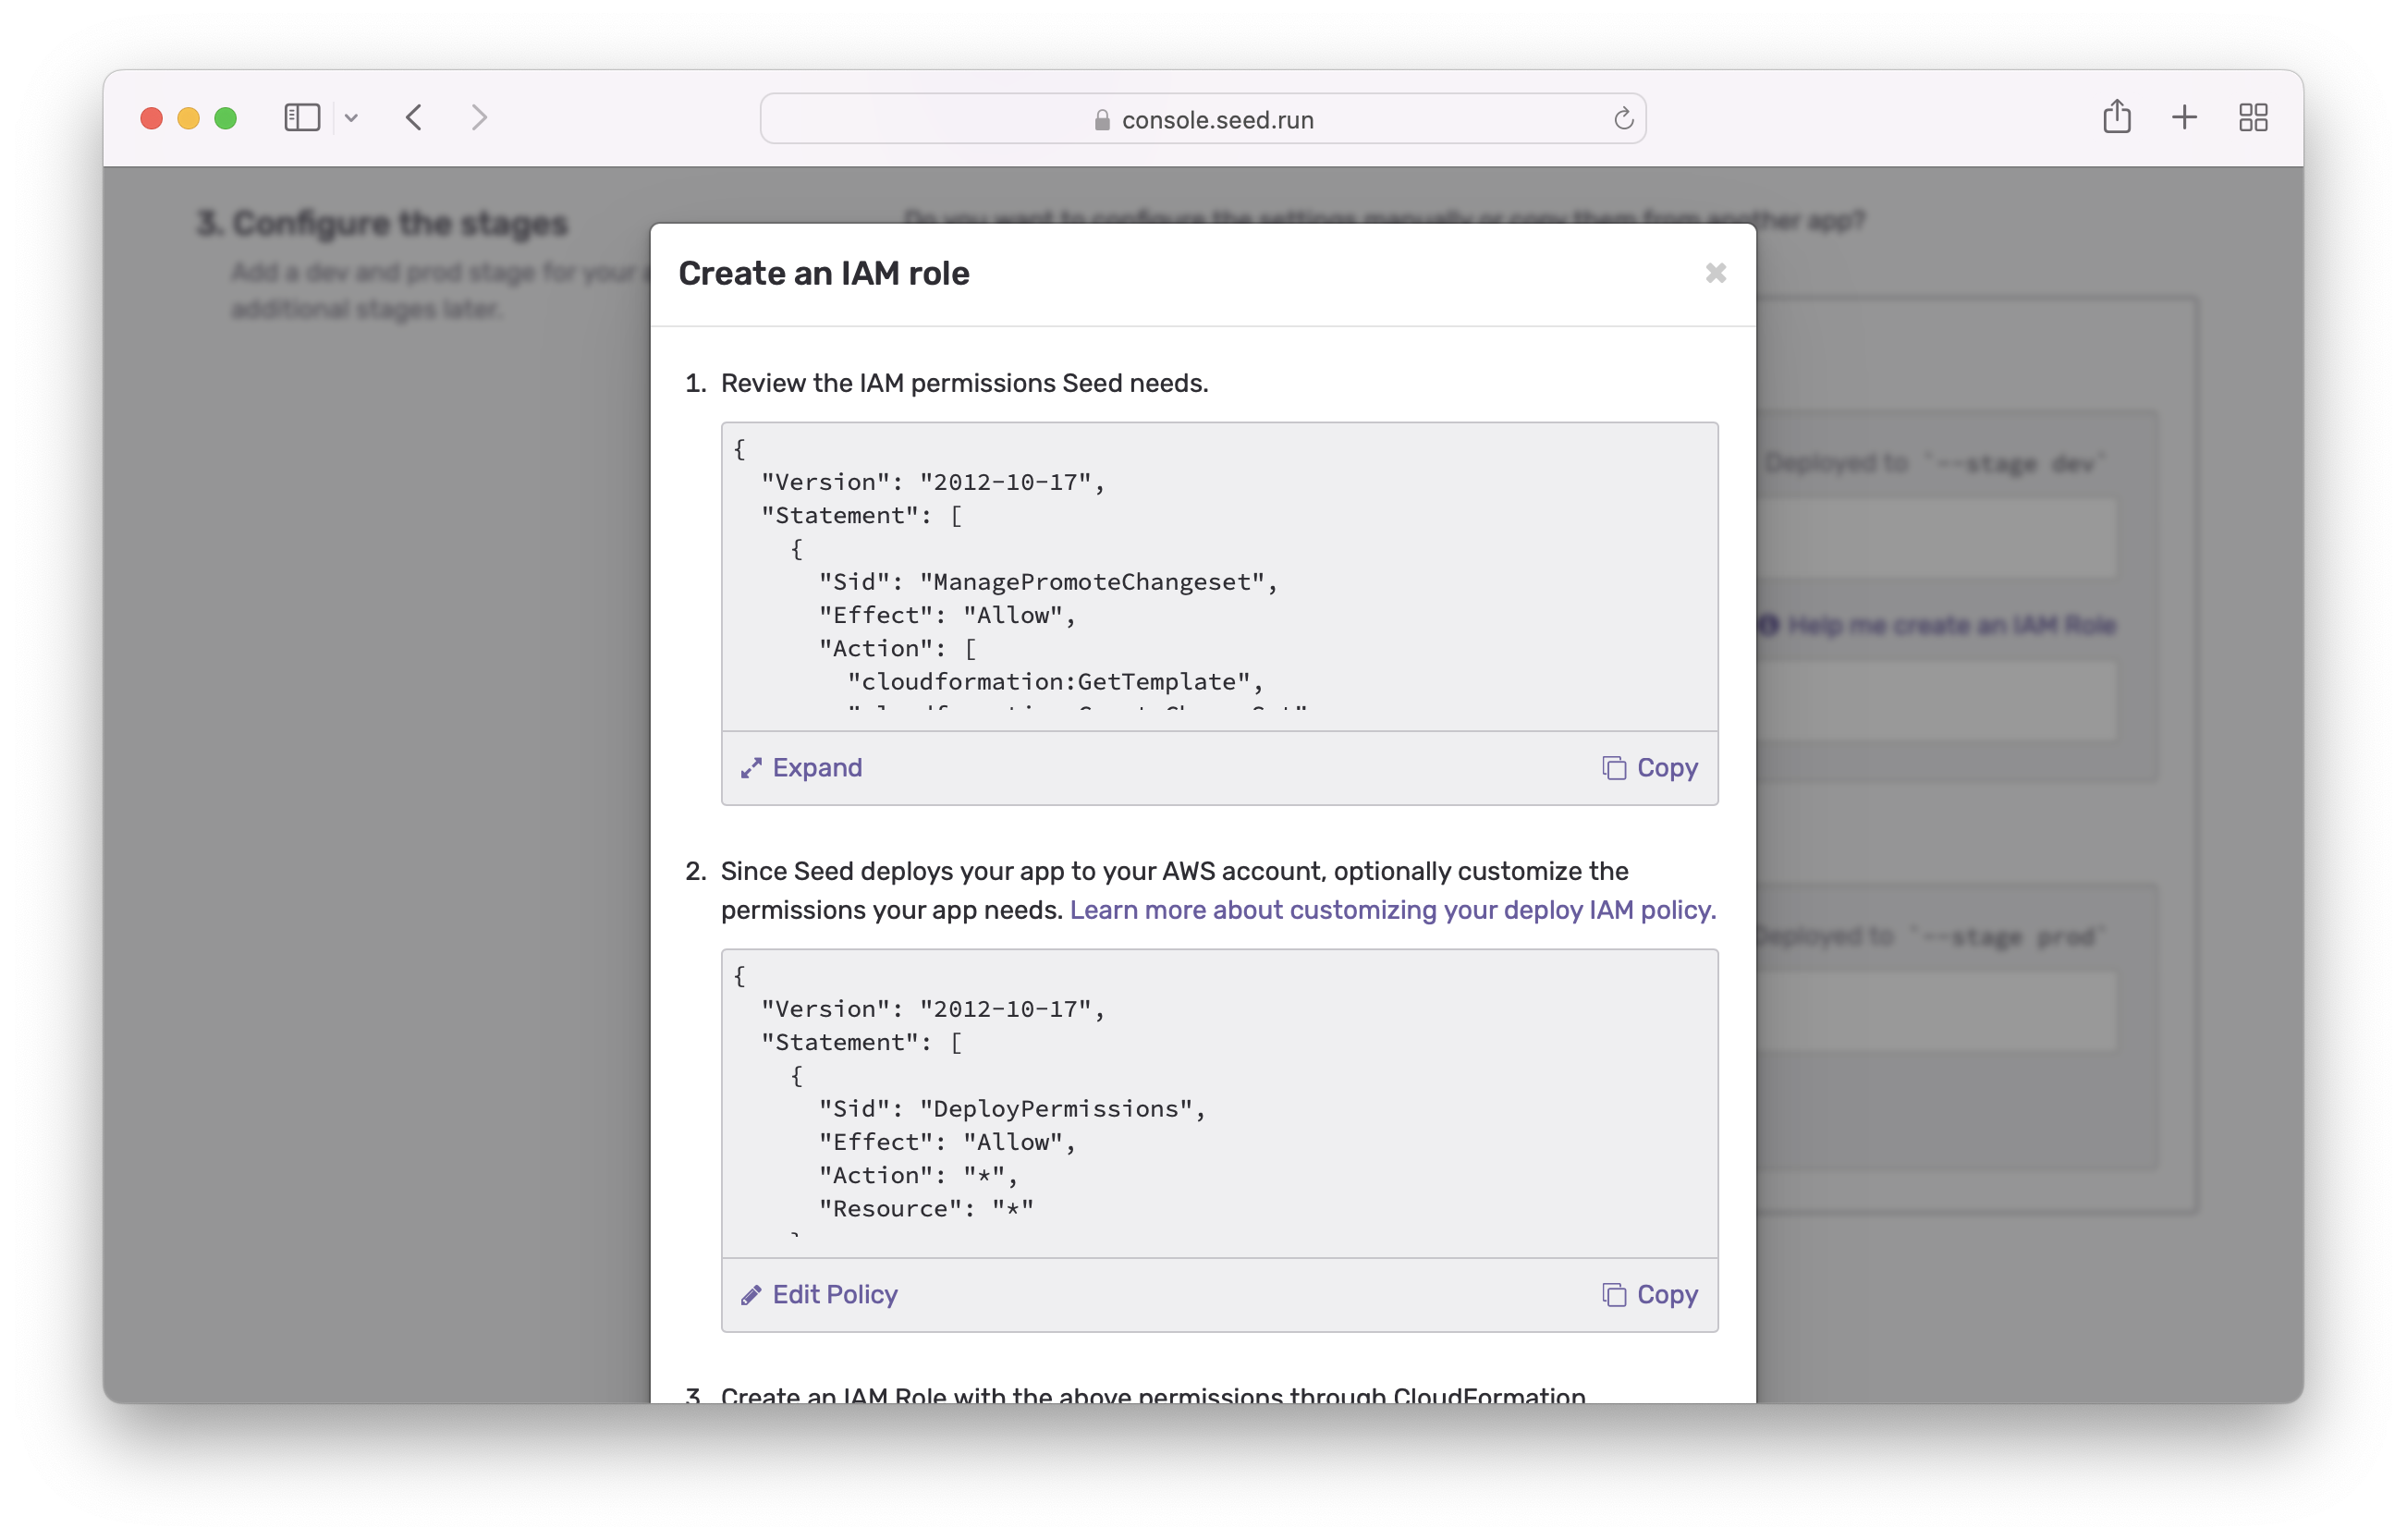 console.seed.run
3. Configure the stages
Add a dev and prod stage for your
additional stages later.
Do you want to configure the settings manually or copy them from another app?
Deployed to `--stage dev`
Help me create an IAM Role
Deployed to `--stage prod`
Create an IAM role
1. Review the IAM permissions Seed needs.
{
"Version": "2012-10-17",
"Statement": [
{
"Sid": "ManagePromoteChangeset",
"Effect": "Allow",
"Action": [
"cloudformation:GetTemplate",
"cloudformation:CreateChangeSet"
Expand
Copy
2. Since Seed deploys your app to your AWS account, optionally customize the
permissions your app needs. Learn more about customizing your deploy IAM policy.
{
"Version": "2012-10-17",
"Statement": [
{
"Sid": "DeployPermissions",
"Effect": "Allow",
"Action": "*",
"Resource": "*"
}
Edit Policy
Copy
3. Create an IAM Role with the above permissions through CloudFormation